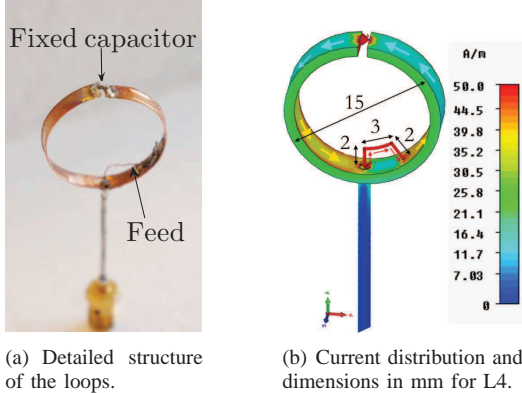 Fixed capacitor
Feed
(a) Detailed structure
of the loops.
15
3
2
2
A/m
50.0
44.5
39.8
35.2
30.5
25.8
21.1
16.4
11.7
7.03
0
(b) Current distribution and
dimensions in mm for L4.